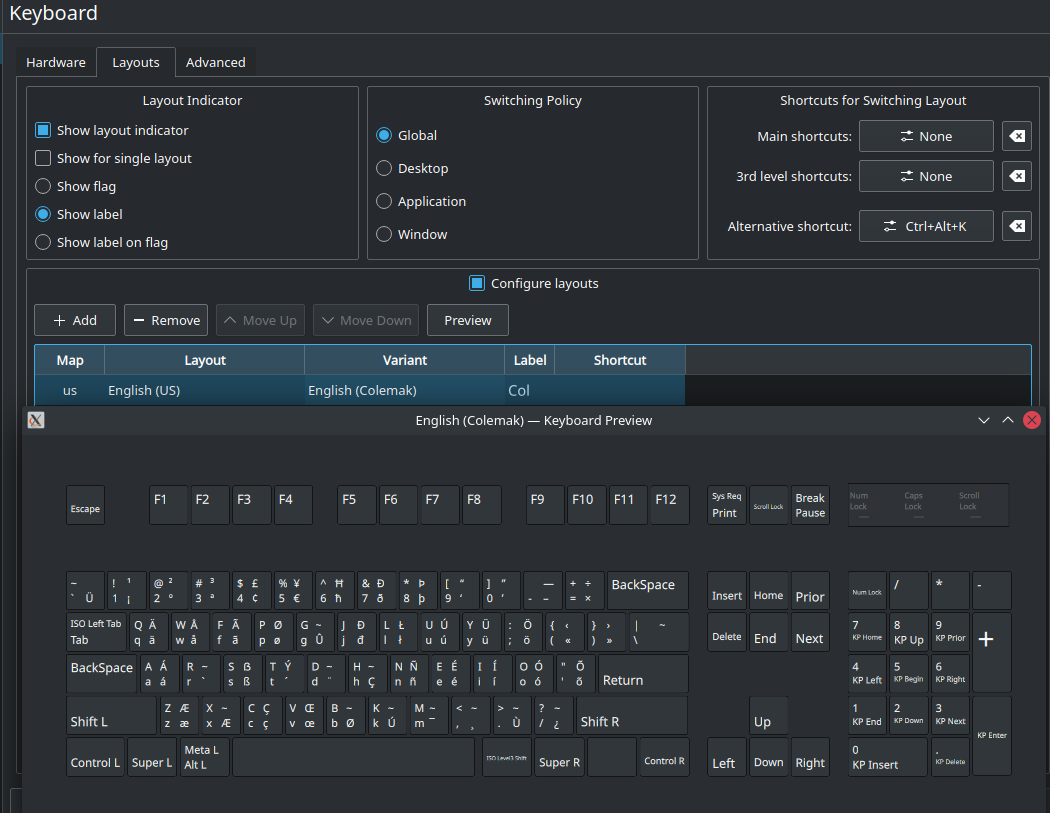 Keyboard
Hardware Layouts Advanced
Layout Indicator
Show layout indicator
Show for single layout
Show flag
Show label
Show label on flag
Switching Policy
Global
Desktop
Application
Window
Shortcuts for Switching Layout
Main shortcuts: None
3rd level shortcuts: None
Alternative shortcut: Ctrl+Alt+K
Configure layouts
Add Remove Move Up Move Down Preview
Map Layout Variant Label Shortcut
us English (US) English (Colemak) Col
English (Colemak) — Keyboard Preview
Escape F1 F2 F3 F4 F5 F6 F7 F8 F9 F10 F11 F12 Sys Req Print Scroll Lock Break Pause Num Lock Caps Lock Scroll Lock
~ ! ¹ @ ² # ³ $ £ % ¥ ^ Ħ & Ð * Þ [ “ ] ” — + ÷ BackSpace / * -
` Ü 1 ¡ 2 º 3 ª 4 ¢ 5 € 6 ħ 7 ð 8 þ 9 ‘ 0 ’ - – = × Insert Home Prior Num Lock
ISO Left Tab Q Ä W Å F Ã P Ø G ~ J Đ L Ł U Ú Y Ü : Ö { ‹ } › | ~ 7 8 9
Tab q ä w å f ã p ø g Û j đ l ł u ú y ü ; ö ( « ) » \ Delete End Next KP Home KP Up KP Prior +
BackSpace A Á R ~ S ß T Ý D ~ H ~ N Ñ E É I Í O Ó " Õ 4 5 6
a á r ` s ß t ´ d ¨ h Ç n ñ e é i í o ó ' õ Return KP Left KP Begin KP Right
Z Æ X ~ C Ç V Œ B ~ K ~ M ~ < ~ > ~ ? ~ 1 2 3
Shift L z æ x Æ c ç v œ b Ø k Ú m ¯ , ¸ . Ù / ¿ Shift R Up KP End KP Down KP Next KP Enter
Meta L 0 .
Control L Super L Alt L ISO Level3 Shift Super R Control R Left Down Right KP Insert KP Delete